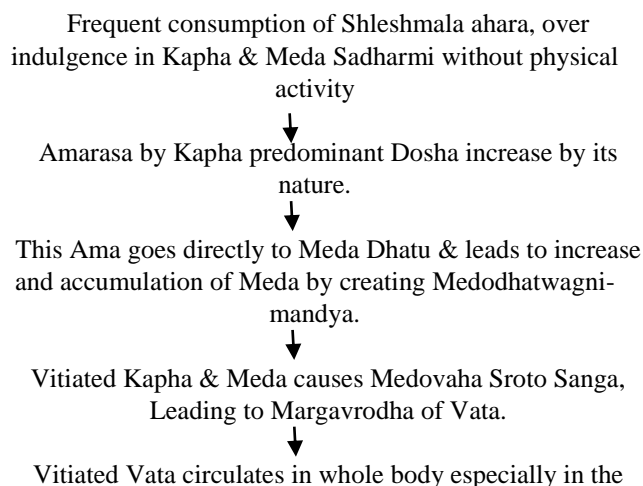 Frequent consumption of Shleshmala ahara, over
indulgence in Kapha & Meda Sadharmi without physical
activity
Amarasa by Kapha predominant Dosha increase by its
nature.
This Ama goes directly to Meda Dhatu & leads to increase
and accumulation of Meda by creating Medodhatwagni-
mandya.
Vitiated Kapha & Meda causes Medovaha Sroto Sanga,
Leading to Margavrodha of Vata.
Vitiated Vata circulates in whole body especially in the